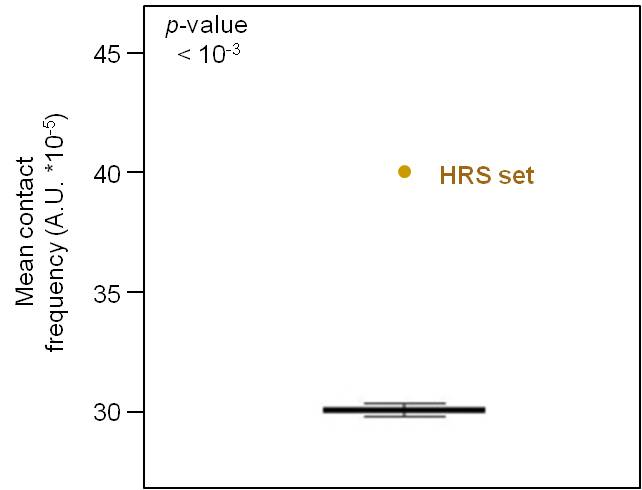 p-value
< 10-3
45
40
35
30
Mean contact
frequency (A.U. *10-5)
HRS set